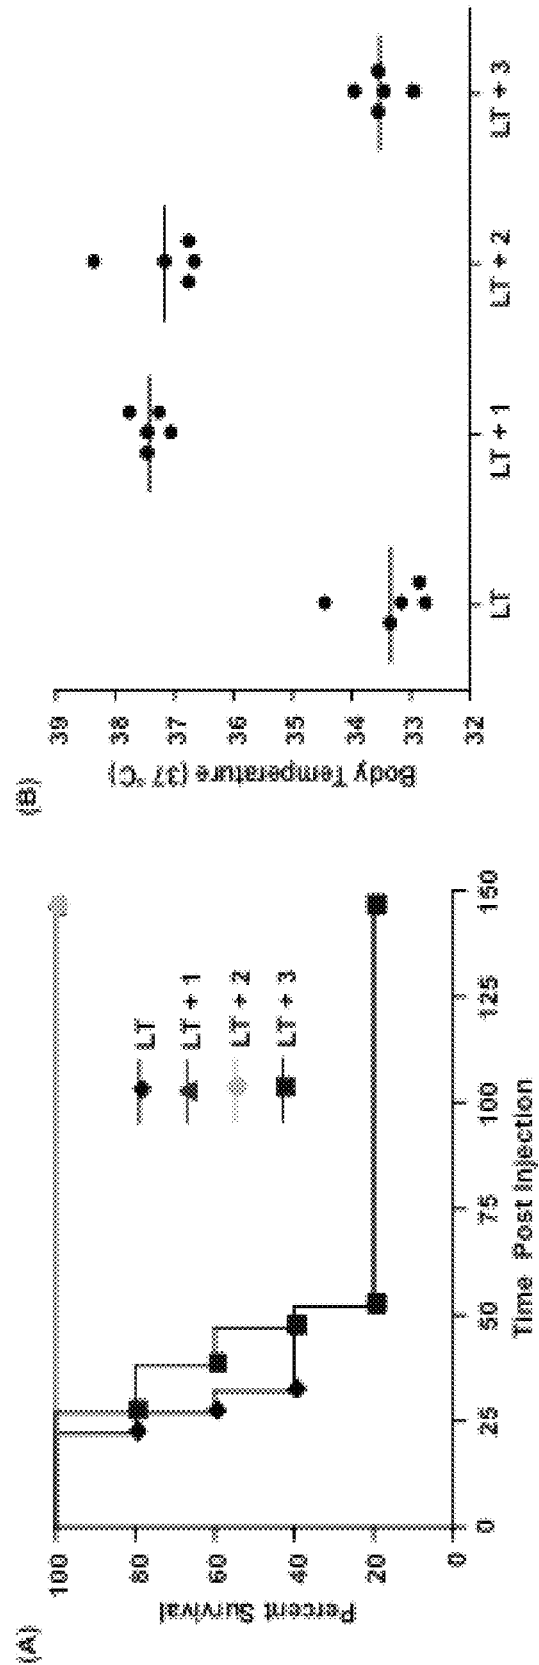 (A)
Percent Survival
100
80
60
40
20
0
0
25
50
75
100
125
150
Time Post Injection
LT
LT + 1
LT + 2
LT + 3
(B)
Body Temperature (37 °C)
39
38
37
36
35
34
33
32
LT
LT + 1
LT + 2
LT + 3